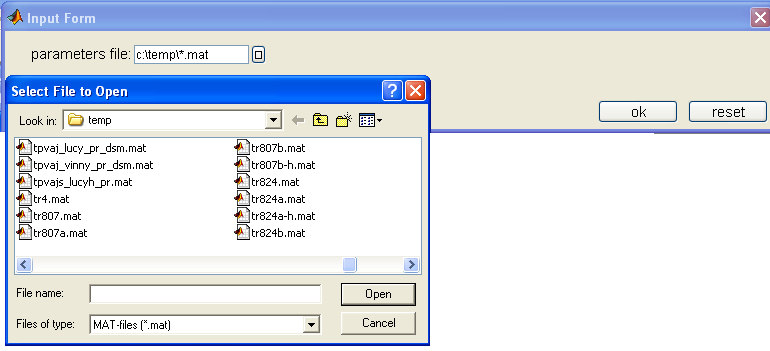 Input Form
parameters file: c:\temp\*.mat
ok reset
Select File to Open
Look in: temp
tpvaj_lucy_pr_dsm.mat
tpvaj_vinny_pr_dsm.mat
tpvajs_lucyh_pr.mat
tr4.mat
tr807.mat
tr807a.mat
tr807b.mat
tr807b-h.mat
tr824.mat
tr824a.mat
tr824a-h.mat
tr824b.mat
File name: Open
Files of type: MAT-files (*.mat) Cancel